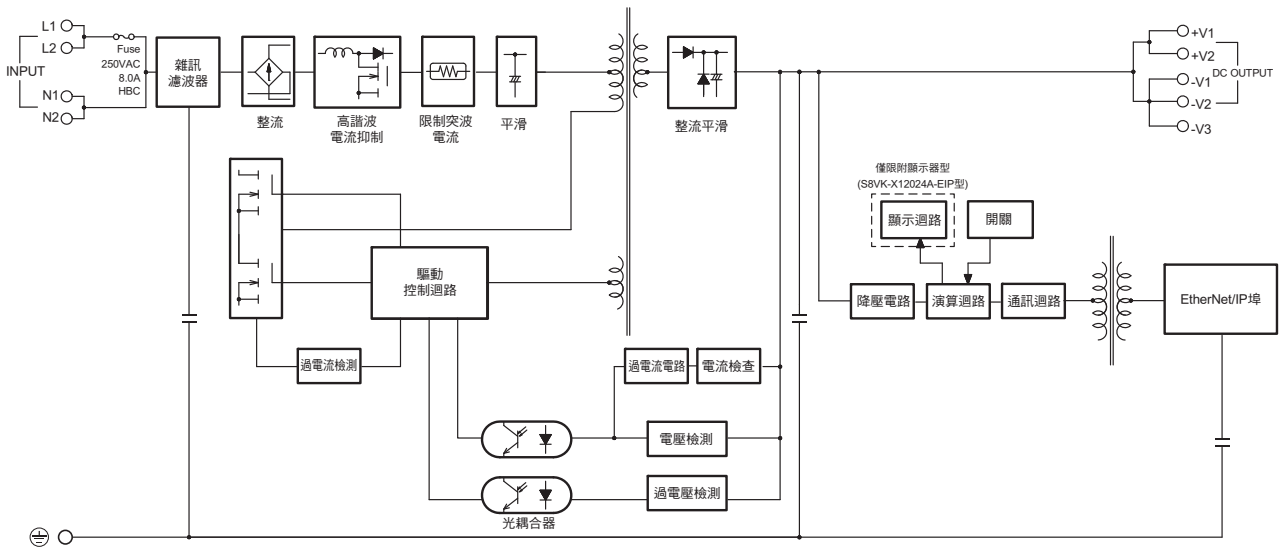 L1
L2
INPUT
N1
N2
Fuse
250VAC
8.0A
HBC
雜訊
濾波器
整流
高諧波
電流抑制
限制突波
電流
平滑
整流平滑
+V1
+V2
-V1
DC OUTPUT
-V2
-V3
僅限附顯示器型
(S8VK-X12024A-EIP型)
顯示迴路
開關
驅動
控制迴路
降壓電路
演算迴路
通訊迴路
EtherNet/IP埠
過電流檢測
過電流電路
電流檢查
電壓檢測
過電壓檢測
光耦合器